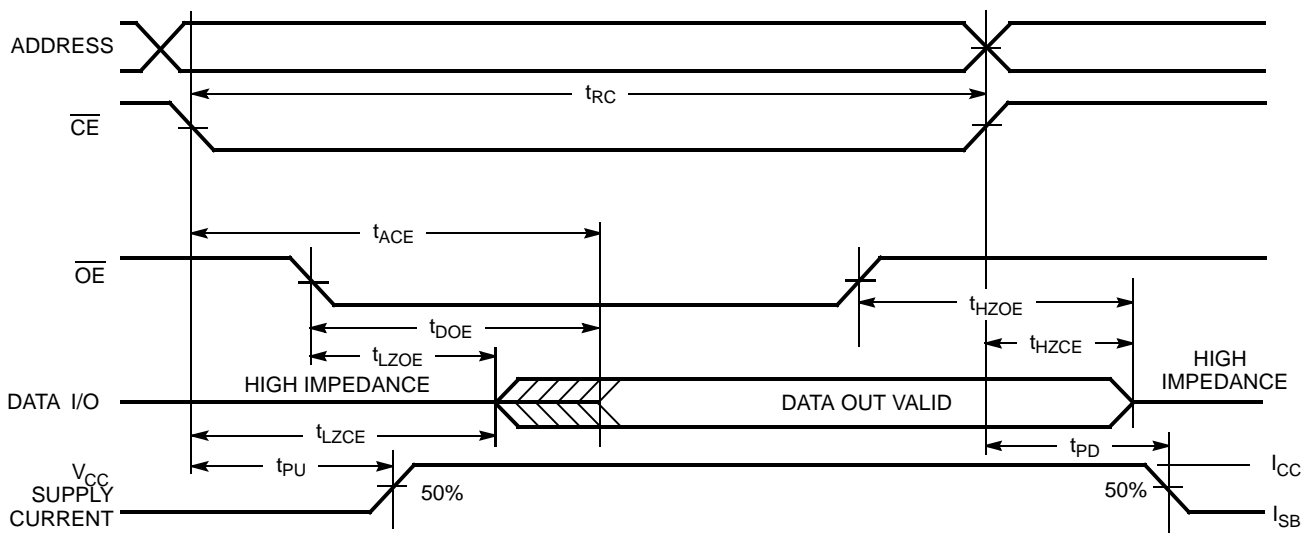 ADDRESS
tRC
CE
tACE
OE
tHZOE
tDOE
tHZCE
tLZOE
HIGH IMPEDANCE
HIGH
IMPEDANCE
DATA I/O
DATA OUT VALID
tLZCE
tPD
tPU
VCC
SUPPLY
CURRENT
50%
50%
ICC
ISB